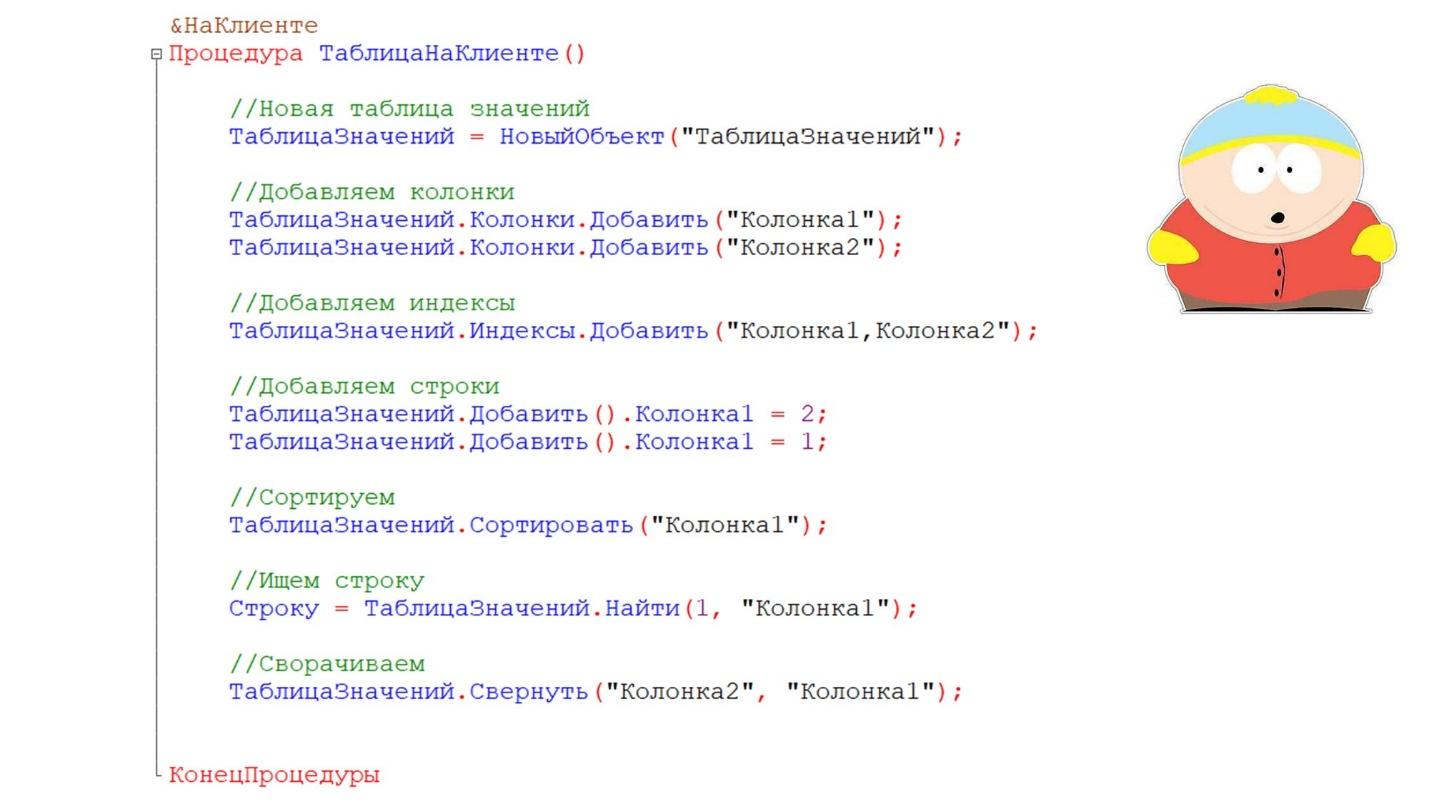 &НаКлиенте
Процедура ТаблицаНаКлиенте()
//Новая таблица значений
ТаблицаЗначений = НовыйОбъект("ТаблицаЗначений");
//Добавляем колонки
ТаблицаЗначений.Колонки.Добавить("Колонка1");
ТаблицаЗначений.Колонки.Добавить("Колонка2");
//Добавляем индексы
ТаблицаЗначений.Индексы.Добавить("Колонка1,Колонка2");
//Добавляем строки
ТаблицаЗначений.Добавить().Колонка1 = 2;
ТаблицаЗначений.Добавить().Колонка1 = 1;
//Сортируем
ТаблицаЗначений.Сортировать("Колонка1");
//Ищем строку
Строку = ТаблицаЗначений.Найти(1, "Колонка1");
//Сворачиваем
ТаблицаЗначений.Свернуть("Колонка2", "Колонка1");
КонецПроцедуры